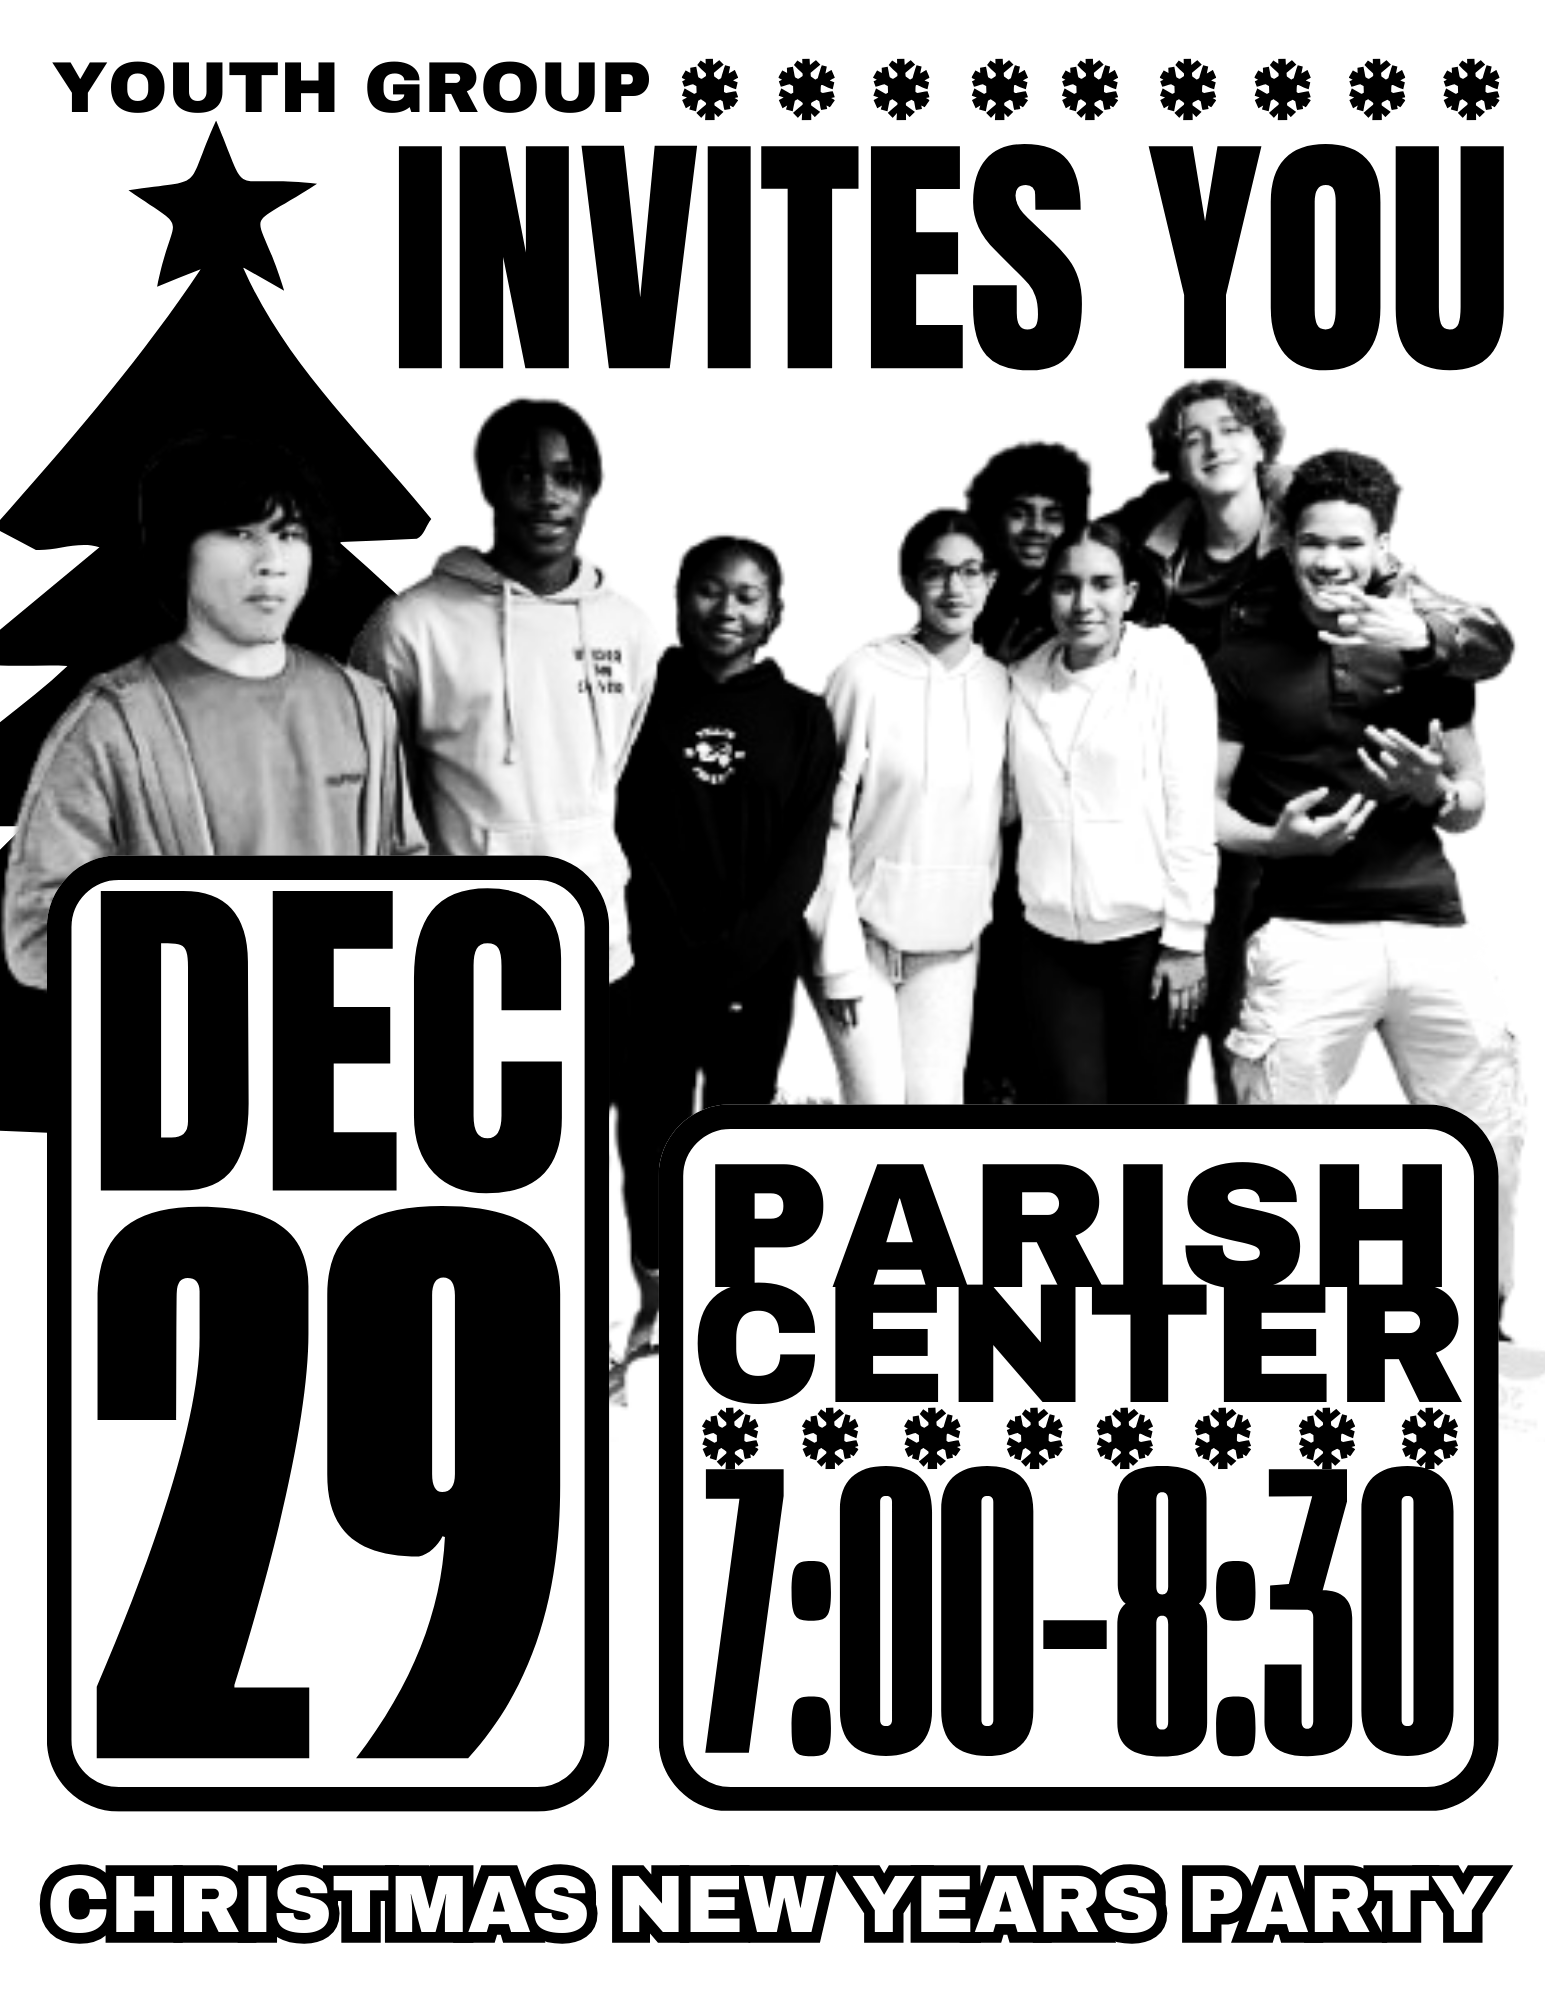 YOUTH GROUP
INVITES YOU
DEC
29
PARISH
CENTER
7:00-8:30
CHRISTMAS NEW YEARS PARTY